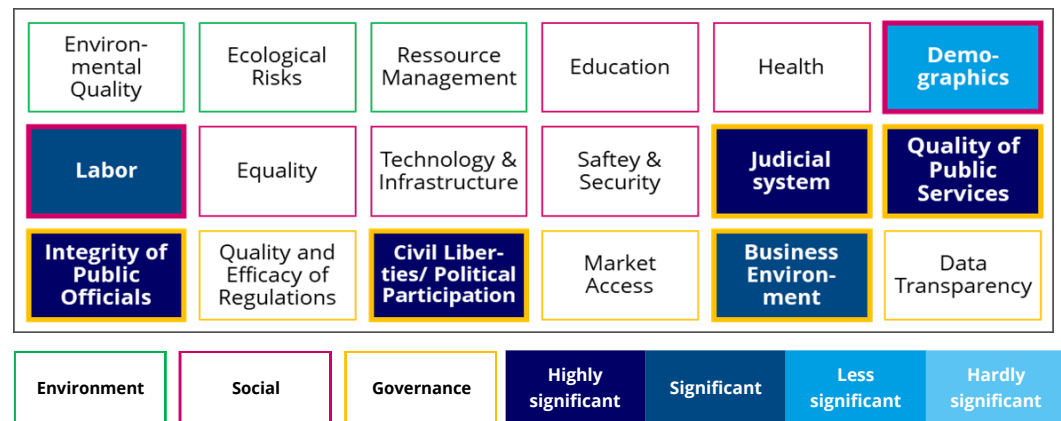 Environ-
mental
Quality
Ecological
Risks
Ressource
Management
Education
Health
Demo-
graphics
Labor
Equality
Technology &
Infrastructure
Saftey &
Security
Judicial
system
Quality of
Public
Services
Integrity of
Public
Officials
Quality and
Efficacy of
Regulations
Civil Liber-
ties/ Political
Participation
Market
Access
Business
Environ-
ment
Data
Transparency
Environment
Social
Governance
Highly
significant
Significant
Less
significant
Hardly
significant